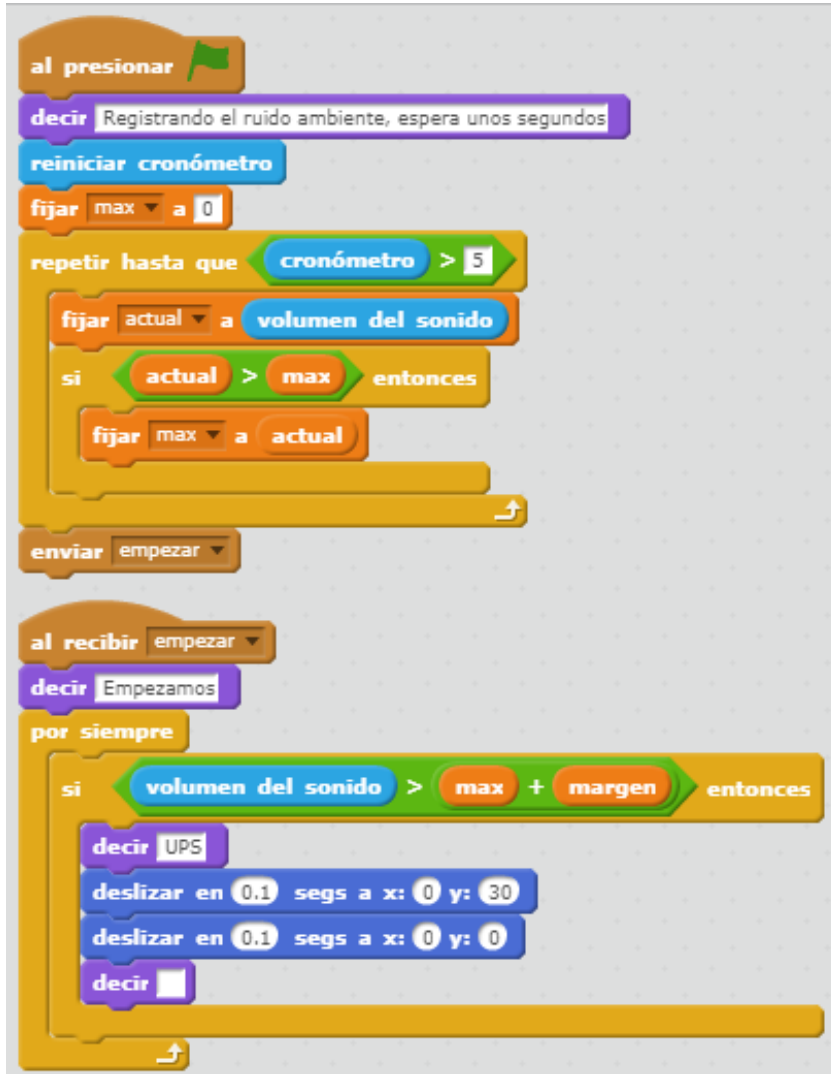 al presionar
decir Registrando el ruido ambiente, espera unos segundos
reiniciar cronómetro
fijar max a 0
repetir hasta que cronómetro > 5
fijar actual a volumen del sonido
si actual > max entonces
fijar max a actual
enviar empezar
al recibir empezar
decir Empezamos
por siempre
si volumen del sonido > max + margen entonces
decir UPS
deslizar en 0.1 segs a x: 0 y: 30
deslizar en 0.1 segs a x: 0 y: 0
decir